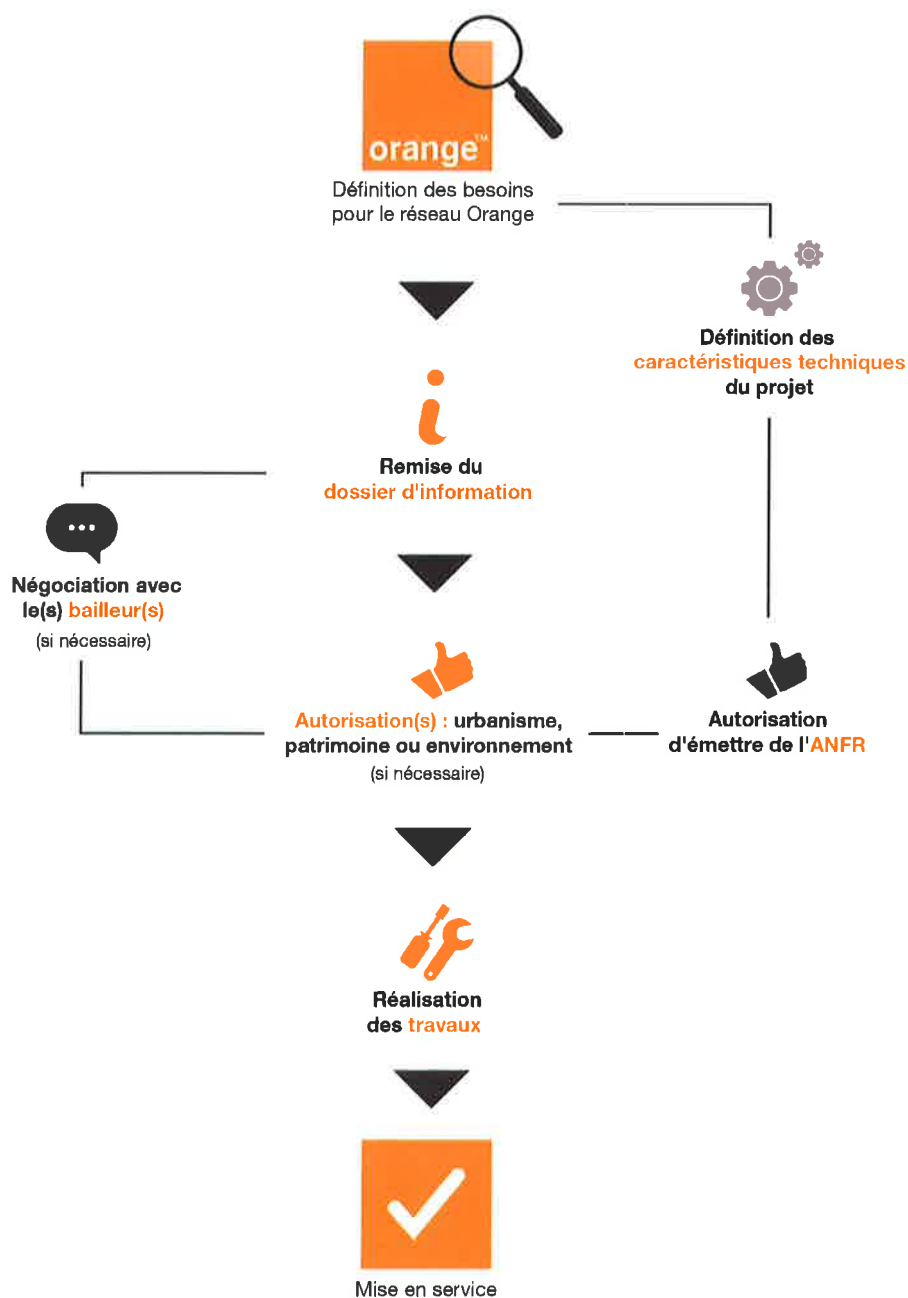 orange™
Définition des besoins
pour le réseau Orange
Définition des
caractéristiques techniques
du projet
Remise du
dossier d'information
Négociation avec
le(s) bailleur(s)
(si nécessaire)
Autorisation(s) : urbanisme,
patrimoine ou environnement
(si nécessaire)
Autorisation
d'émettre de l'ANFR
Réalisation
des travaux
Mise en service